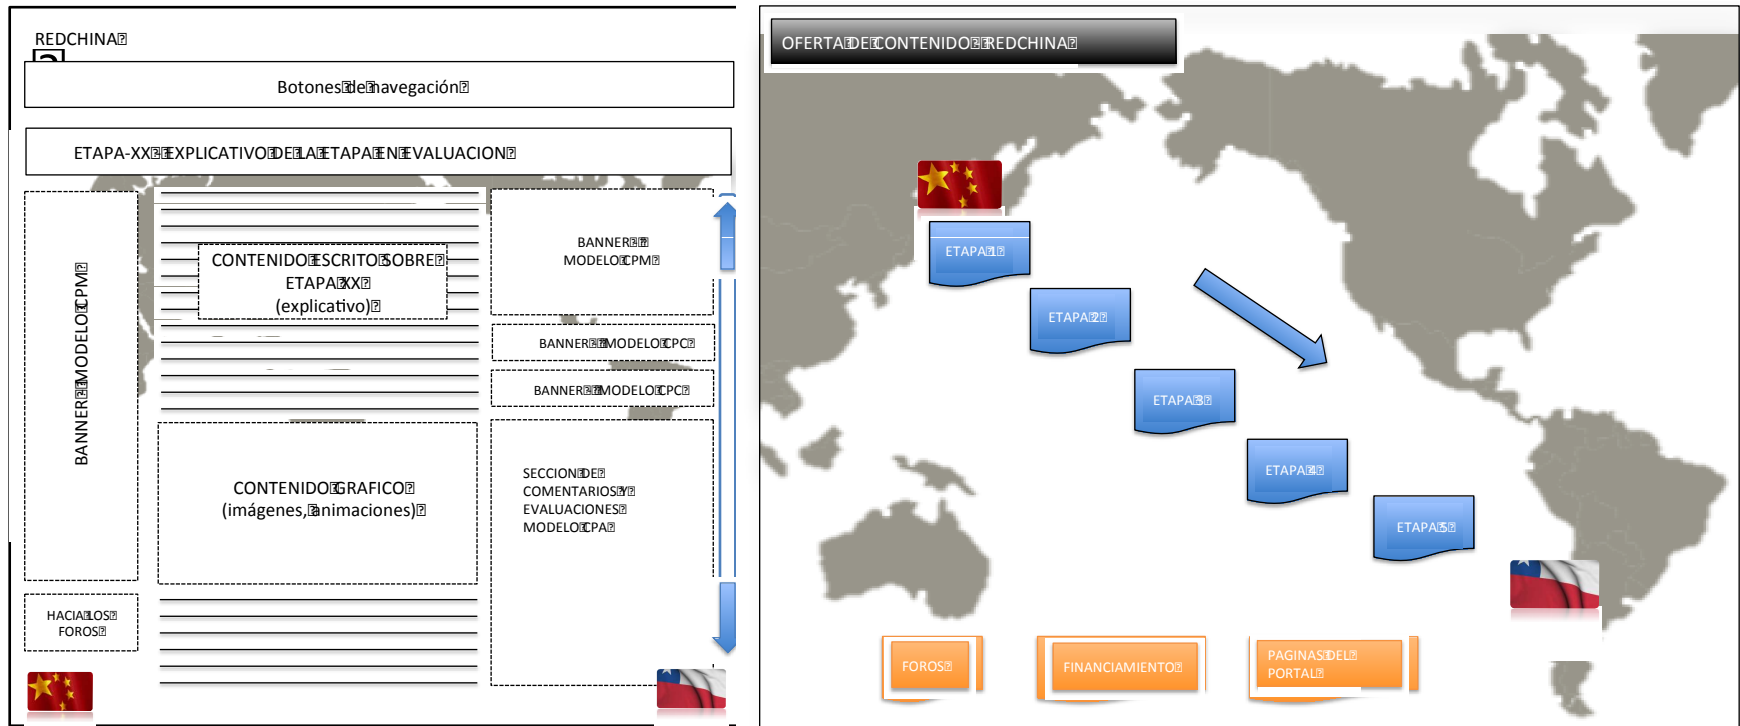 REDCHINA
Botones de navegación
ETAPA-XX - EXPLICATIVO DE LA ETAPA EN EVALUACION
BANNER - MODELO CPM
CONTENIDO ESCRITO SOBRE
ETAPA XX
(explicativo)
BANNER -
MODELO CPM
BANNER - MODELO CPC
BANNER - MODELO CPC
CONTENIDO GRAFICO
(imágenes, animaciones)
SECCION DE
COMENTARIOS Y
EVALUACIONES
MODELO CPA
HACIA LOS
FOROS
OFERTA DE CONTENIDO - REDCHINA
ETAPA 1
ETAPA 2
ETAPA 3
ETAPA 4
ETAPA 5
FOROS
FINANCIAMIENTO
PAGINAS DEL
PORTAL